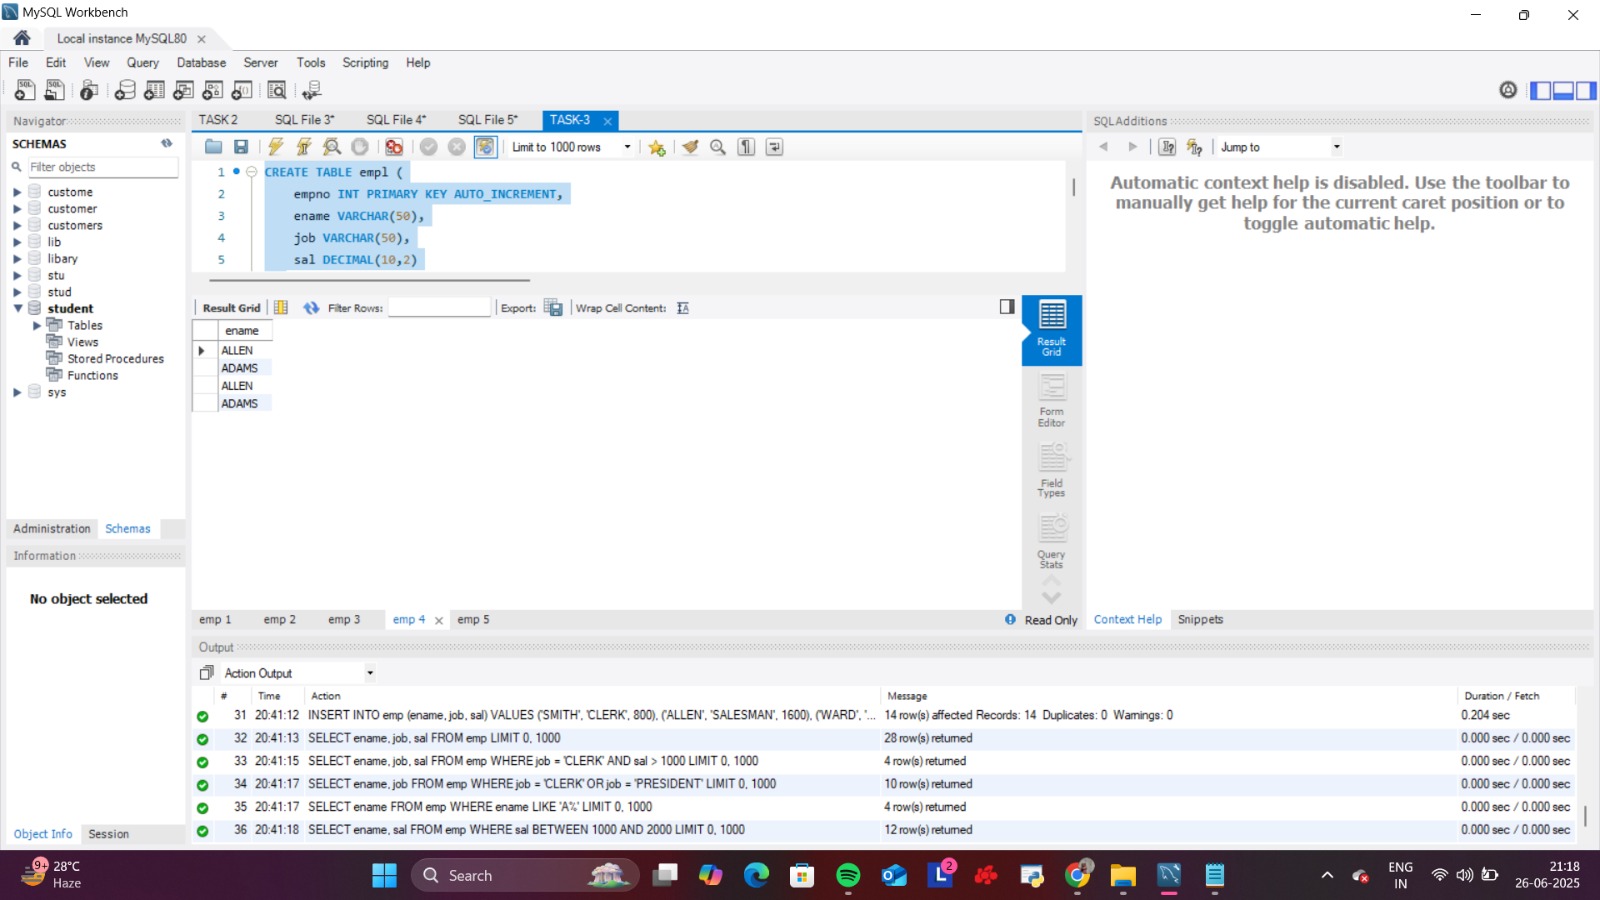 MySQL Workbench
Local instance MySQL80
File Edit View Query Database Server Tools Scripting Help
Navigator
SCHEMAS
Filter objects
custome
customer
customers
lib
libary
stu
stud
student
Tables
Views
Stored Procedures
Functions
sys
Administration Schemas
Information
No object selected
Object Info Session
TASK 2 SQL File 3* SQL File 4* SQL File 5* TASK-3
Limit to 1000 rows
1 CREATE TABLE empl (
2 empno INT PRIMARY KEY AUTO_INCREMENT,
3 ename VARCHAR(50),
4 job VARCHAR(50),
5 sal DECIMAL(10,2)
Result Grid Filter Rows: Export: Wrap Cell Content:
ename
ALLEN
ADAMS
ALLEN
ADAMS
Result Grid
Form Editor
Field Types
Query Stats
emp 1 emp 2 emp 3 emp 4 emp 5 Read Only
SQLAdditions
Jump to
Automatic context help is disabled. Use the toolbar to
manually get help for the current caret position or to
toggle automatic help.
Context Help Snippets
Output
Action Output
# Time Action Message Duration / Fetch
31 20:41:12 INSERT INTO emp (ename, job, sal) VALUES ('SMITH', 'CLERK', 800), ('ALLEN', 'SALESMAN', 1600), ('WARD', '... 14 row(s) affected Records: 14 Duplicates: 0 Warnings: 0 0.204 sec
32 20:41:13 SELECT ename, job, sal FROM emp LIMIT 0, 1000 28 row(s) returned 0.000 sec / 0.000 sec
33 20:41:15 SELECT ename, job, sal FROM emp WHERE job = 'CLERK' AND sal > 1000 LIMIT 0, 1000 4 row(s) returned 0.000 sec / 0.000 sec
34 20:41:17 SELECT ename, job FROM emp WHERE job = 'CLERK' OR job = 'PRESIDENT' LIMIT 0, 1000 10 row(s) returned 0.000 sec / 0.000 sec
35 20:41:17 SELECT ename FROM emp WHERE ename LIKE 'A%' LIMIT 0, 1000 4 row(s) returned 0.000 sec / 0.000 sec
36 20:41:18 SELECT ename, sal FROM emp WHERE sal BETWEEN 1000 AND 2000 LIMIT 0, 1000 12 row(s) returned 0.000 sec / 0.000 sec
9+
28°C
Haze
Search
L
2
ENG
IN
21:18
26-06-2025